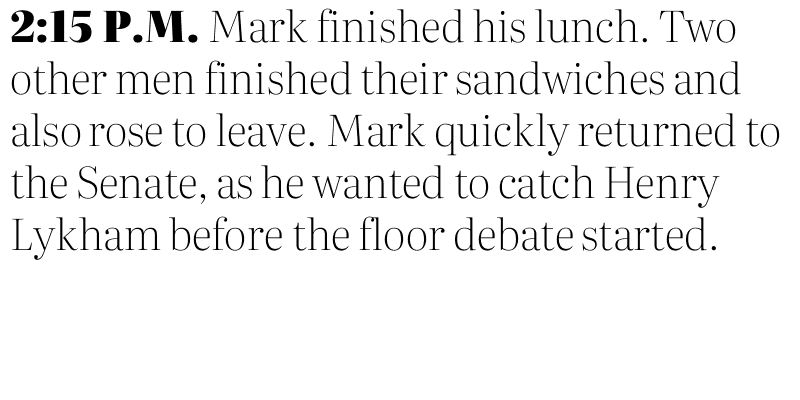 2:15 P.M. Mark finished his lunch. Two
other men finished their sandwiches and
also rose to leave. Mark quickly returned to
the Senate, as he wanted to catch Henry
Lykham before the floor debate started.